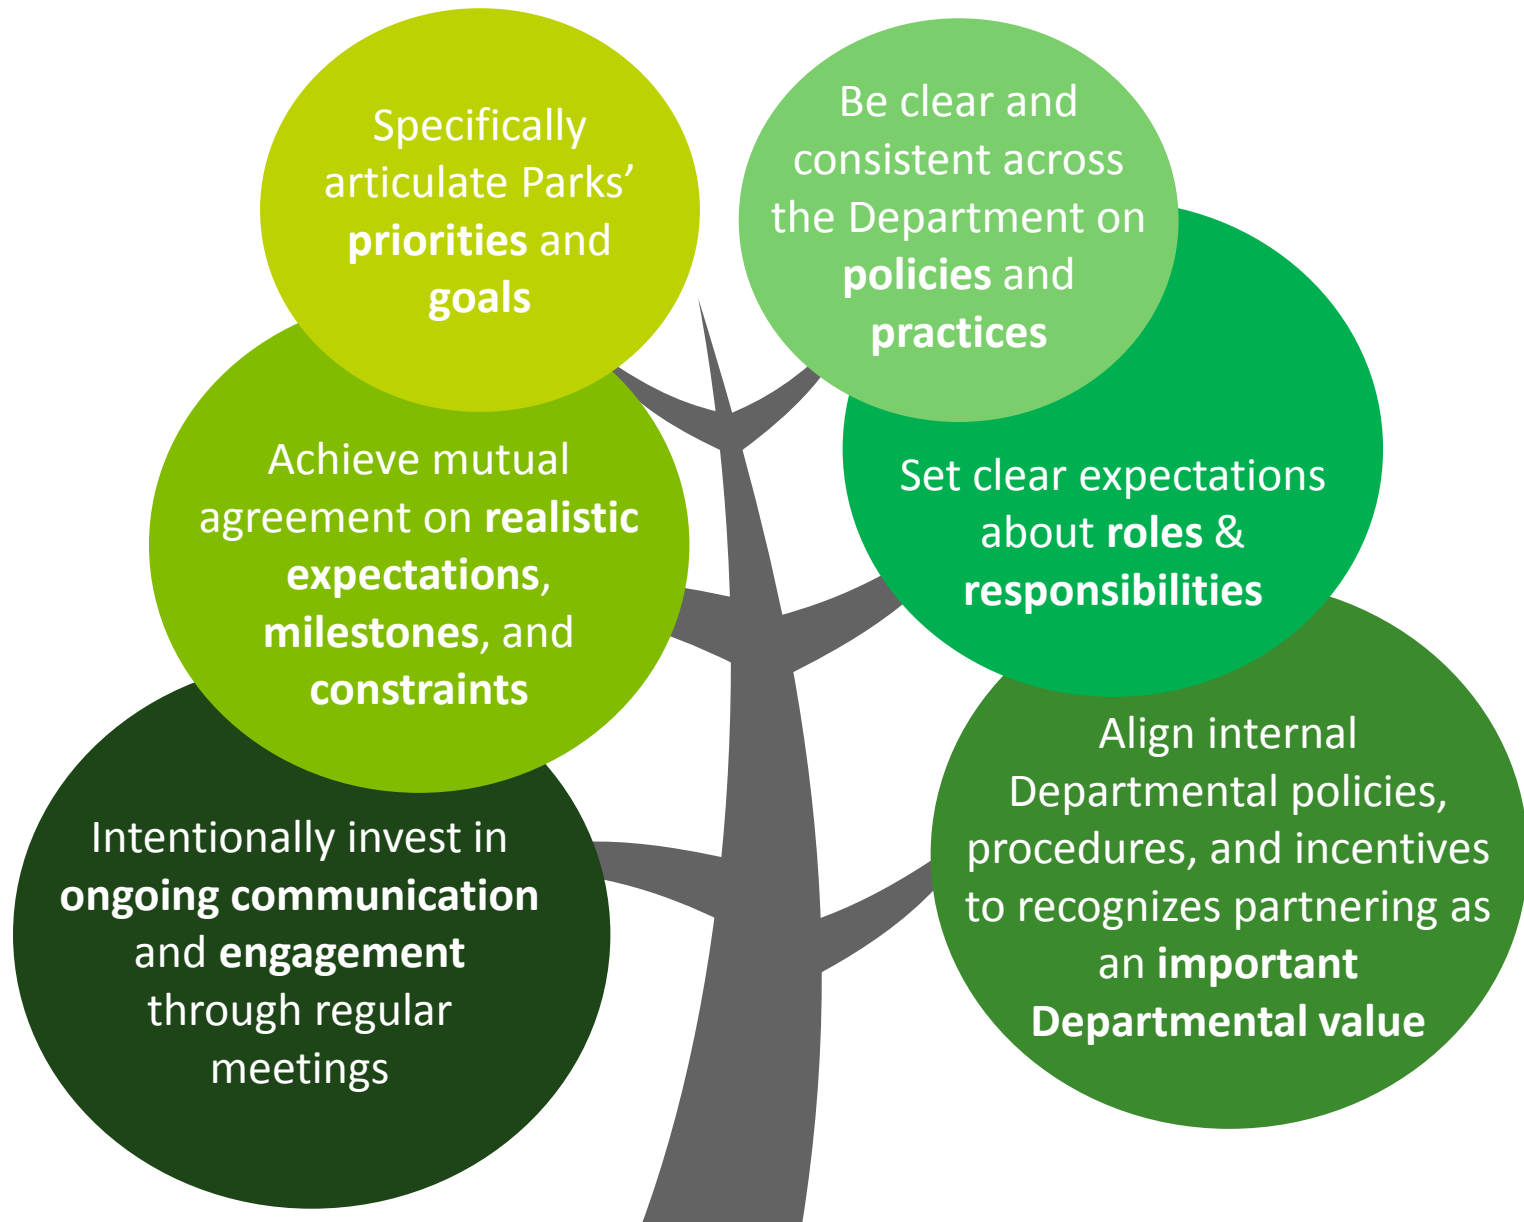 Specifically
articulate Parks’
priorities and
goals
Be clear and
consistent across
the Department on
policies and
practices
Achieve mutual
agreement on realistic
expectations,
milestones, and
constraints
Set clear expectations
about roles &
responsibilities
Intentionally invest in
ongoing communication
and engagement
through regular
meetings
Align internal
Departmental policies,
procedures, and incentives
to recognizes partnering as
an important
Departmental value